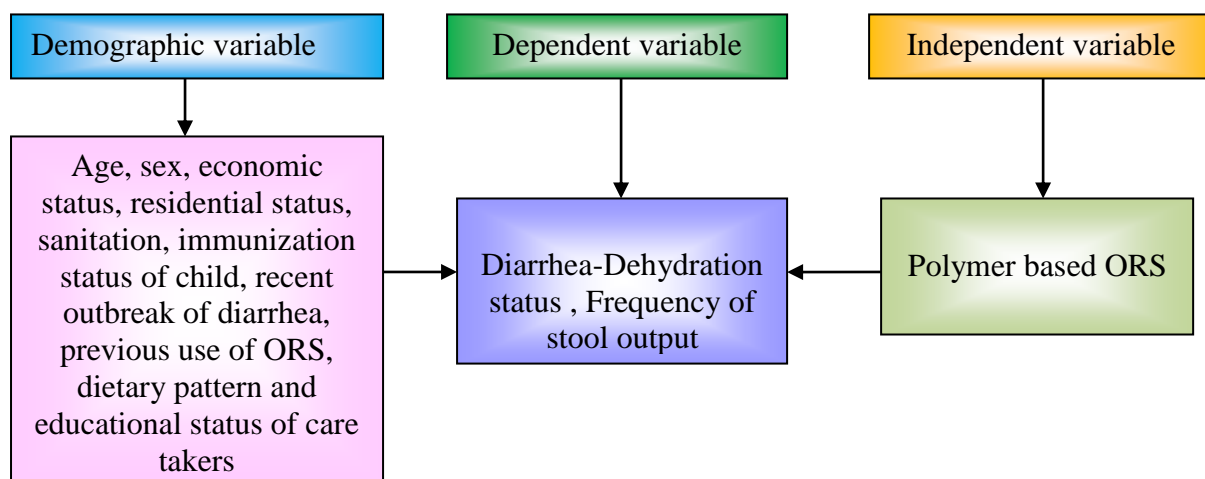 Demographic variable
Dependent variable
Independent variable
Age, sex, economic
status, residential status,
sanitation, immunization
status of child, recent
outbreak of diarrhea,
previous use of ORS,
dietary pattern and
educational status of care
takers
Diarrhea-Dehydration
status , Frequency of
stool output
Polymer based ORS